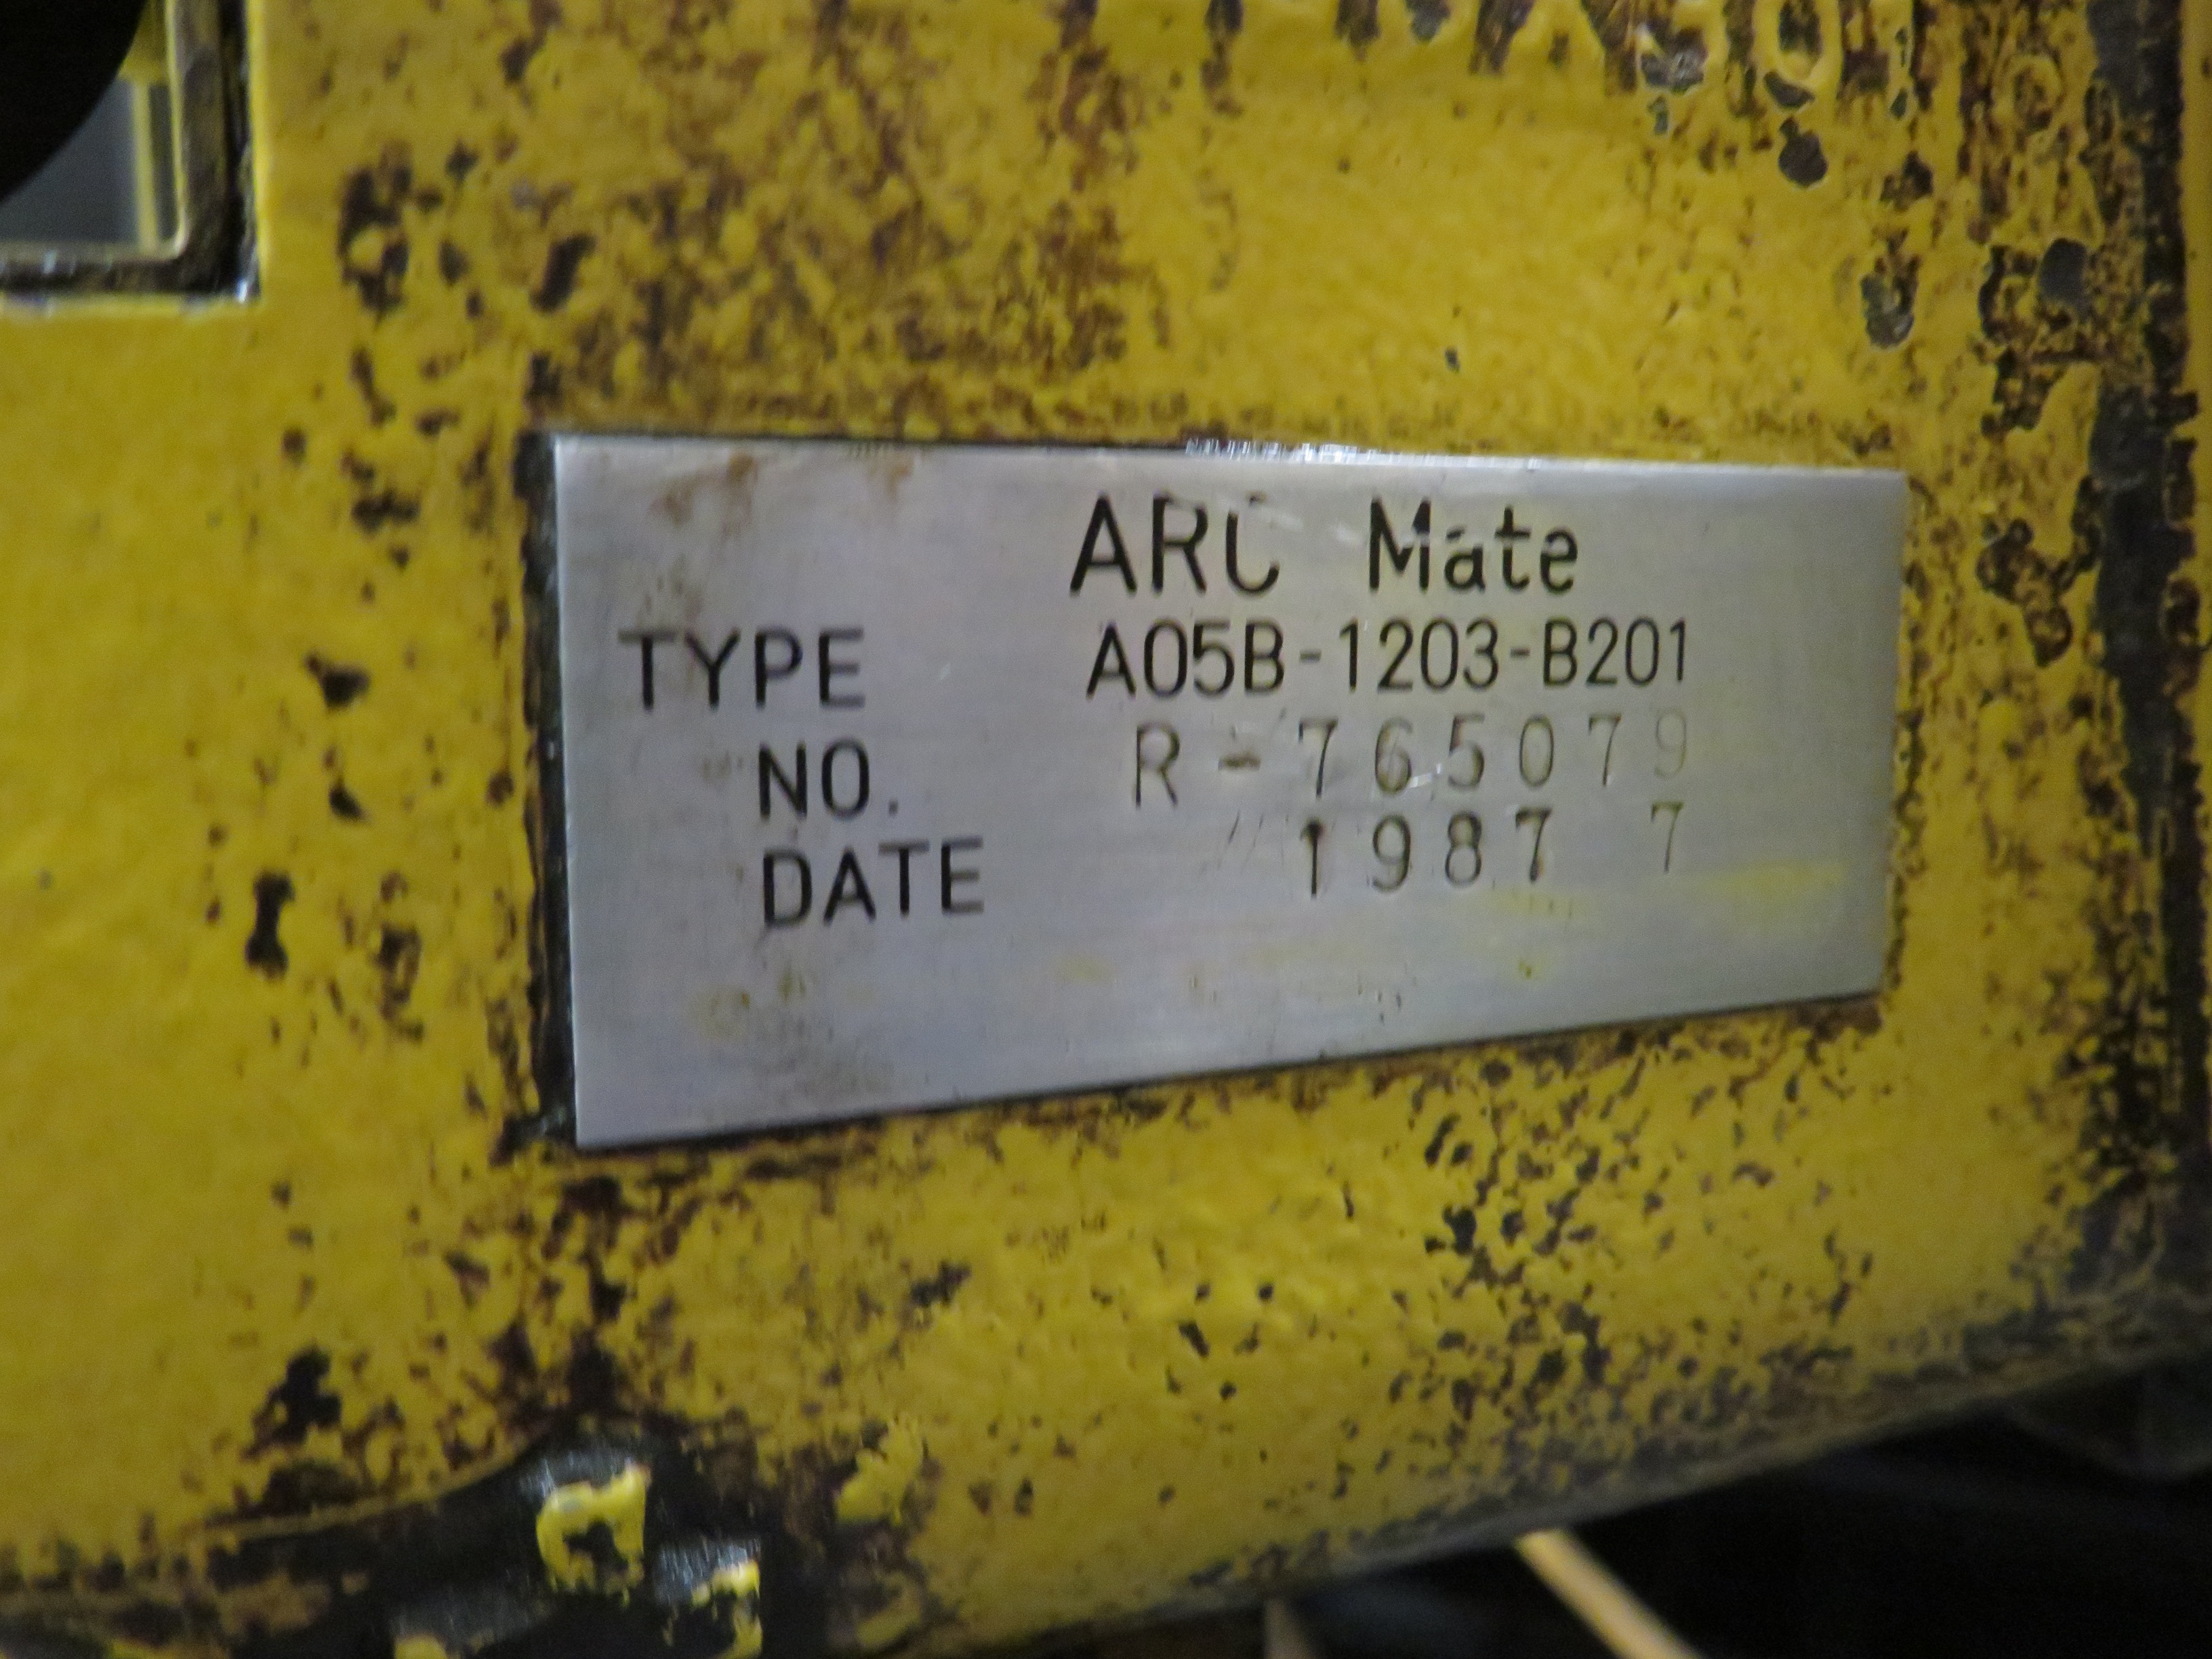 ARC Mate
TYPE A05B-1203-B201
NO. R-765079
DATE 1987 7